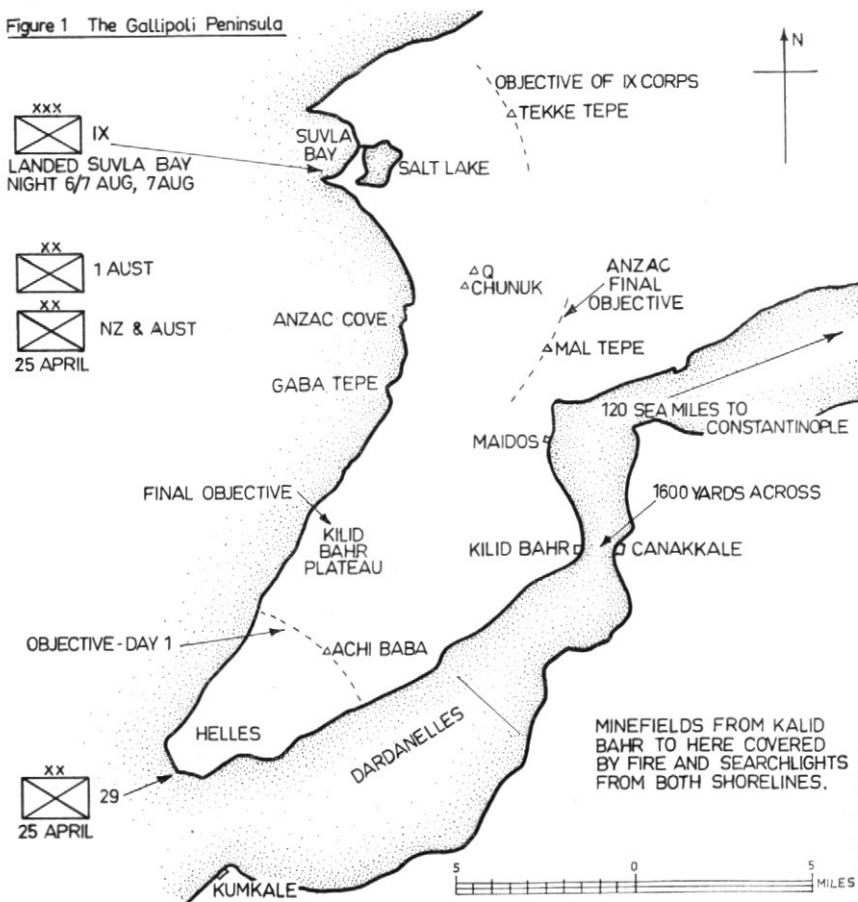 Figure 1 The Gallipoli Peninsula
N
OBJECTIVE OF IX CORPS
TEKKE TEPE
XXX
IX
LANDED SUVLA BAY
NIGHT 6/7 AUG, 7AUG
SUVLA
BAY
SALT LAKE
XX
1 AUST
XX
NZ & AUST
25 APRIL
Q
CHUNUK
ANZAC
FINAL
OBJECTIVE
ANZAC COVE
MAL TEPE
GABA TEPE
120 SEA MILES TO
CONSTANTINOPLE
MAIDOS
1600 YARDS ACROSS
FINAL OBJECTIVE
KILID
BAHR
PLATEAU
KILID BAHR
CANAKKALE
OBJECTIVE-DAY 1
ACHI BABA
HELLES
DARDANELLES
MINEFIELDS FROM KALID
BAHR TO HERE COVERED
BY FIRE AND SEARCHLIGHTS
FROM BOTH SHORELINES.
XX
29
25 APRIL
KUMKALE
5 0 5
MILES